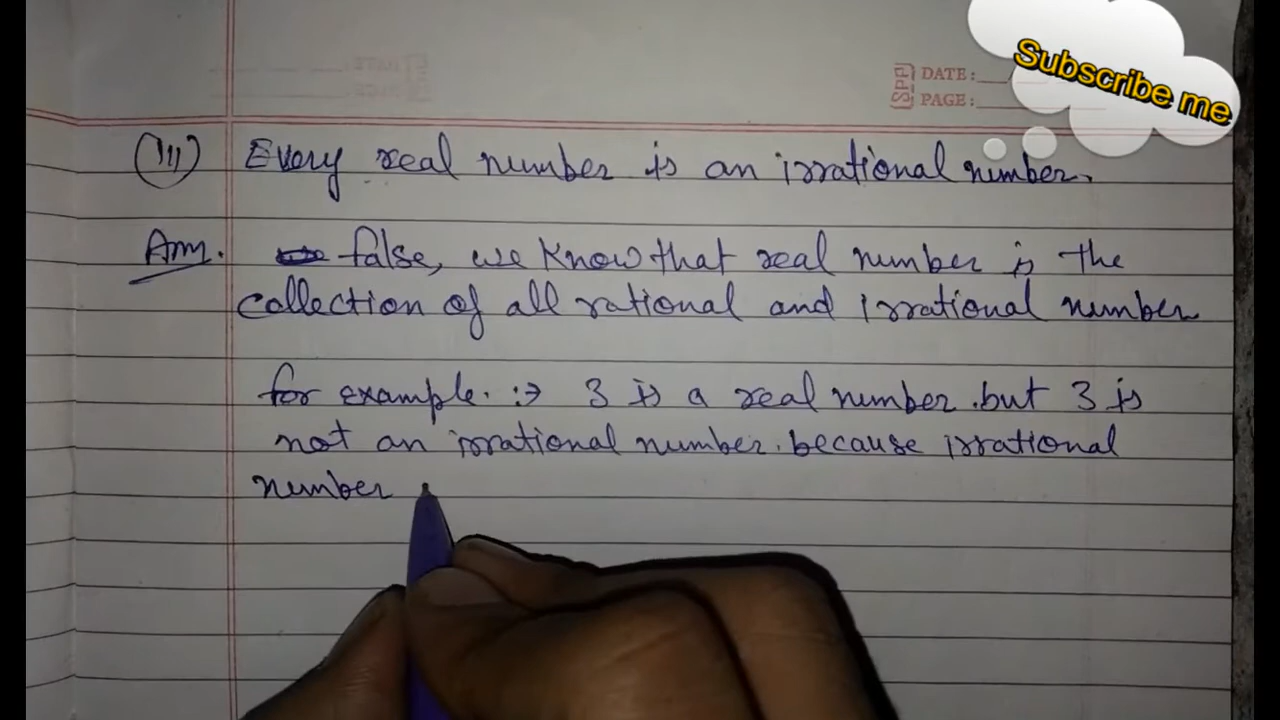 Subscribe me
DATE:
PAGE:
(III) Every real number is an irrational number.
Ans. false, we know that real number is the
collection of all rational and irrational number
for example. :→ 3 is a real number. but 3 is
not an irrational number. because irrational
number